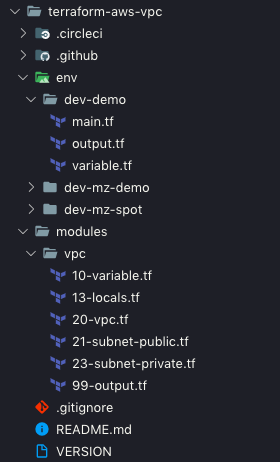 terraform-aws-vpc
.circleci
.github
env
dev-demo
main.tf
output.tf
variable.tf
dev-mz-demo
dev-mz-spot
modules
vpc
10-variable.tf
13-locals.tf
20-vpc.tf
21-subnet-public.tf
23-subnet-private.tf
99-output.tf
.gitignore
README.md
VERSION